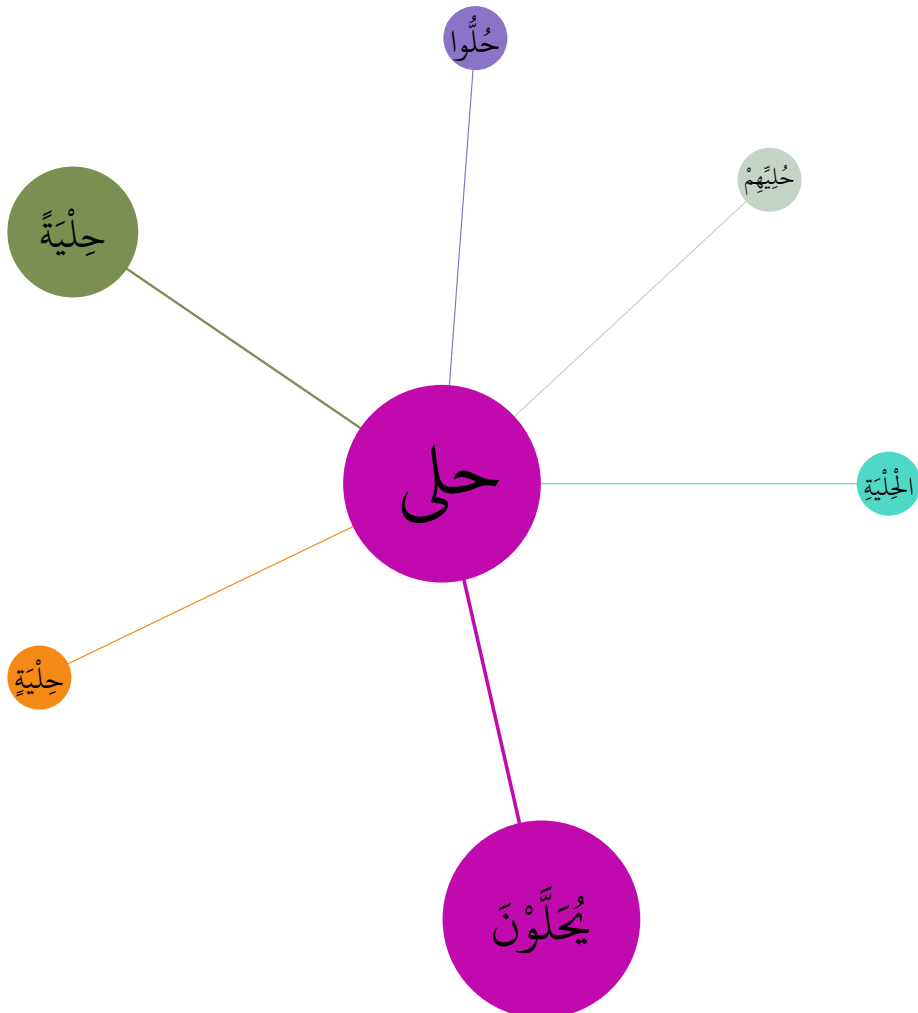 حُلُّوا
حُلِيِّهِمْ
حِلْيَةً
حلى
الْحِلْيَةِ
حِلْيَةٍ
يُحَلَّوْنَ